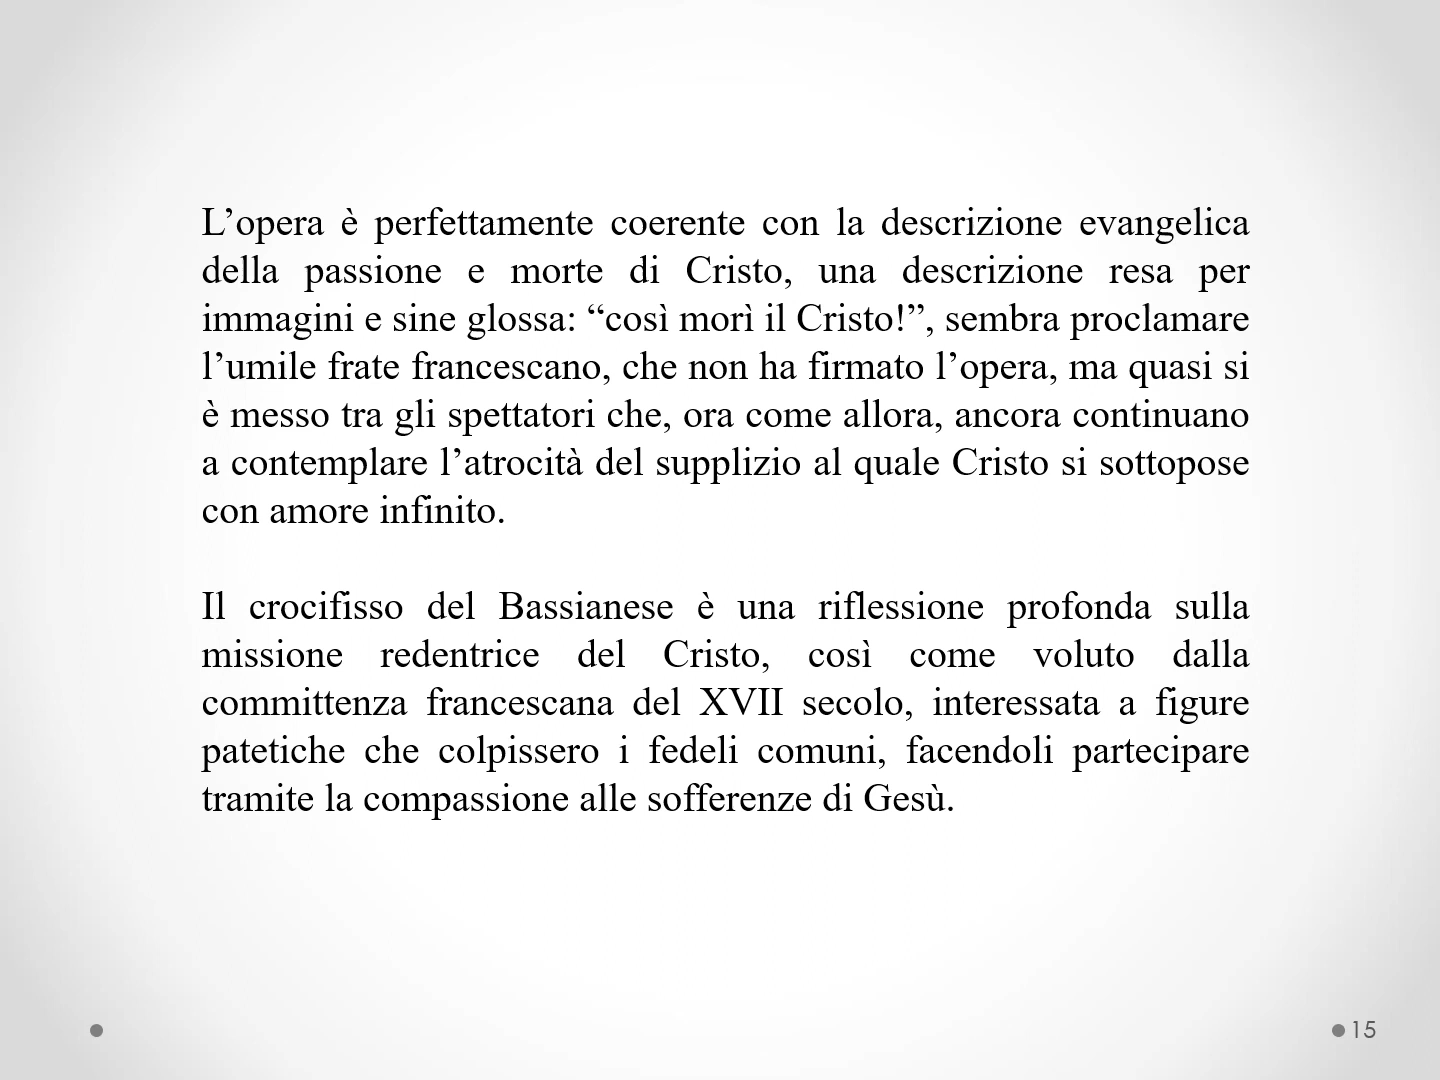 L’opera è perfettamente coerente con la descrizione evangelica
della passione e morte di Cristo, una descrizione resa per
immagini e sine glossa: “così morì il Cristo!”, sembra proclamare
l’umile frate francescano, che non ha firmato l’opera, ma quasi si
è messo tra gli spettatori che, ora come allora, ancora continuano
a contemplare l’atrocità del supplizio al quale Cristo si sottopose
con amore infinito.
Il crocifisso del Bassianese è una riflessione profonda sulla
missione redentrice del Cristo, così come voluto dalla
committenza francescana del XVII secolo, interessata a figure
patetiche che colpissero i fedeli comuni, facendoli partecipare
tramite la compassione alle sofferenze di Gesù.
15